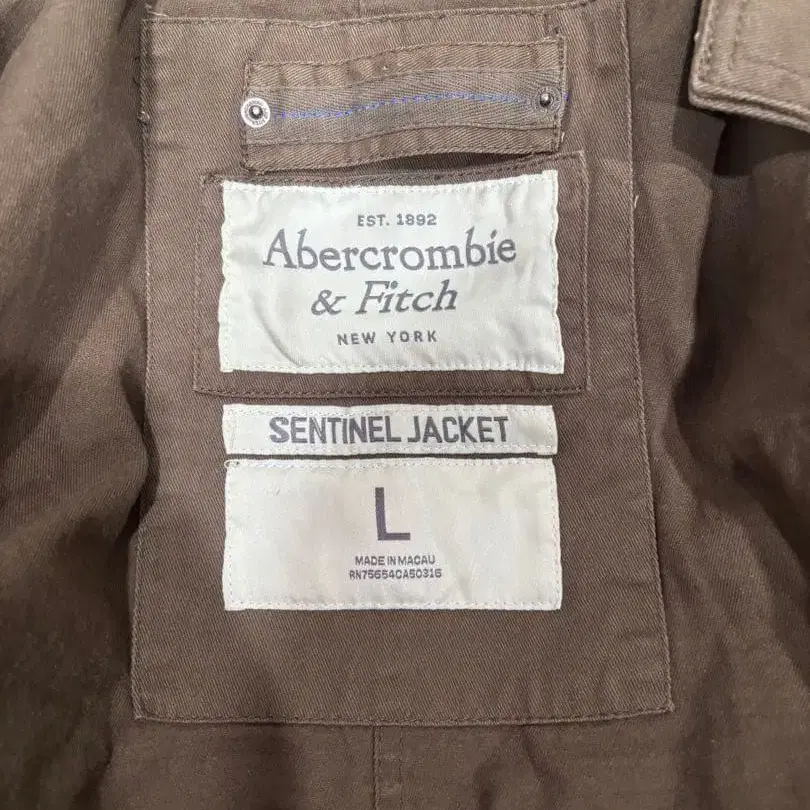 EST. 1892
Abercrombie
& Fitch
NEW YORK
SENTINEL JACKET
L
MADE IN MACAU
RN75654CA50316